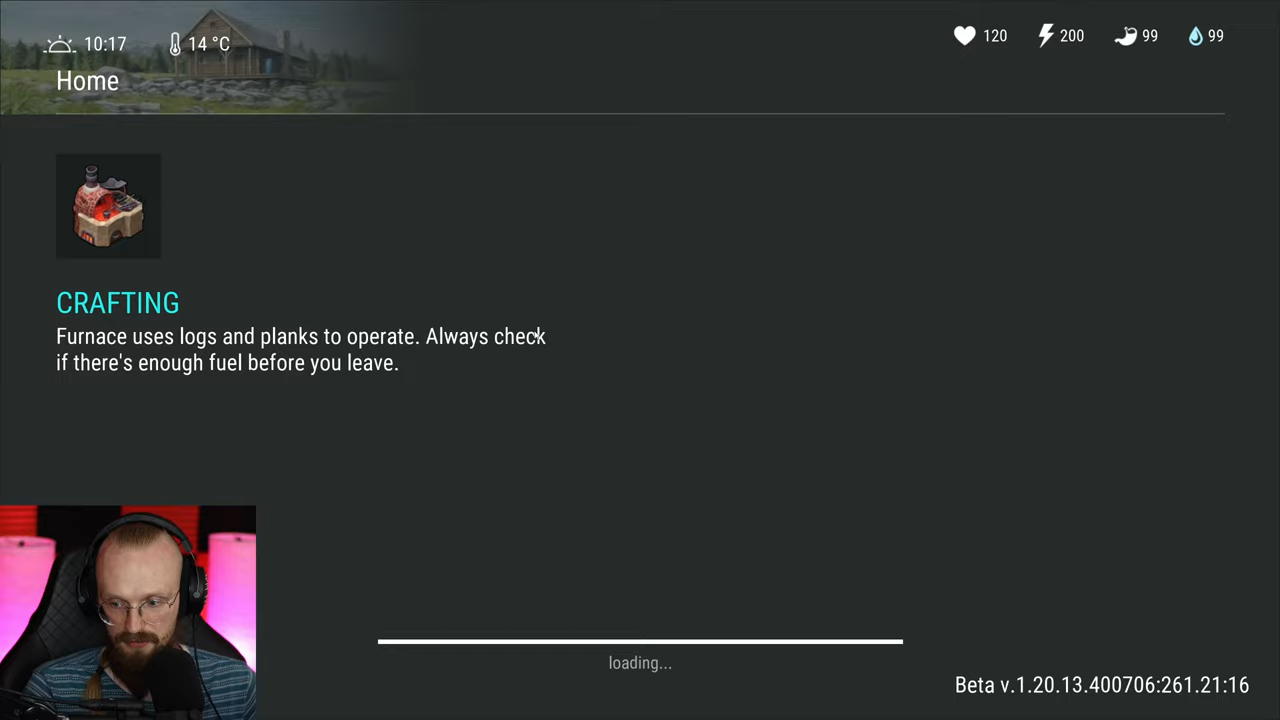 10:17 14 °C
120 200 99 99
Home
CRAFTING
Furnace uses logs and planks to operate. Always check
if there's enough fuel before you leave.
loading...
Beta v.1.20.13.400706:261.21:16